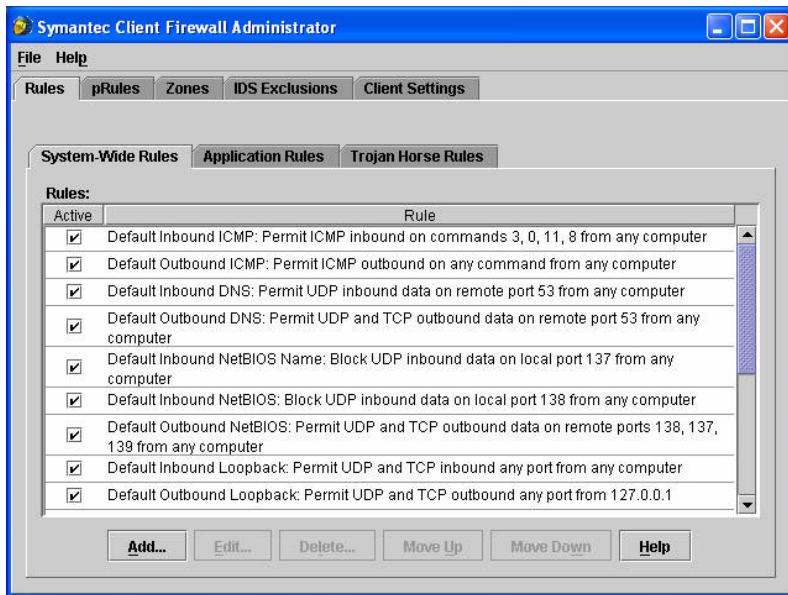 Symantec Client Firewall Administrator
File Help
Rules pRules Zones IDS Exclusions Client Settings
System-Wide Rules Application Rules Trojan Horse Rules
Rules:
Active Rule
Default Inbound ICMP: Permit ICMP inbound on commands 3, 0, 11, 8 from any computer
Default Outbound ICMP: Permit ICMP outbound on any command from any computer
Default Inbound DNS: Permit UDP inbound data on remote port 53 from any computer
Default Outbound DNS: Permit UDP and TCP outbound data on remote port 53 from any
computer
Default Inbound NetBIOS Name: Block UDP inbound data on local port 137 from any
computer
Default Inbound NetBIOS: Block UDP inbound data on local port 138 from any computer
Default Outbound NetBIOS: Permit UDP and TCP outbound data on remote ports 138, 137,
139 from any computer
Default Inbound Loopback: Permit UDP and TCP inbound any port from any computer
Default Outbound Loopback: Permit UDP and TCP outbound any port from 127.0.0.1
Add... Edit... Delete... Move Up Move Down Help